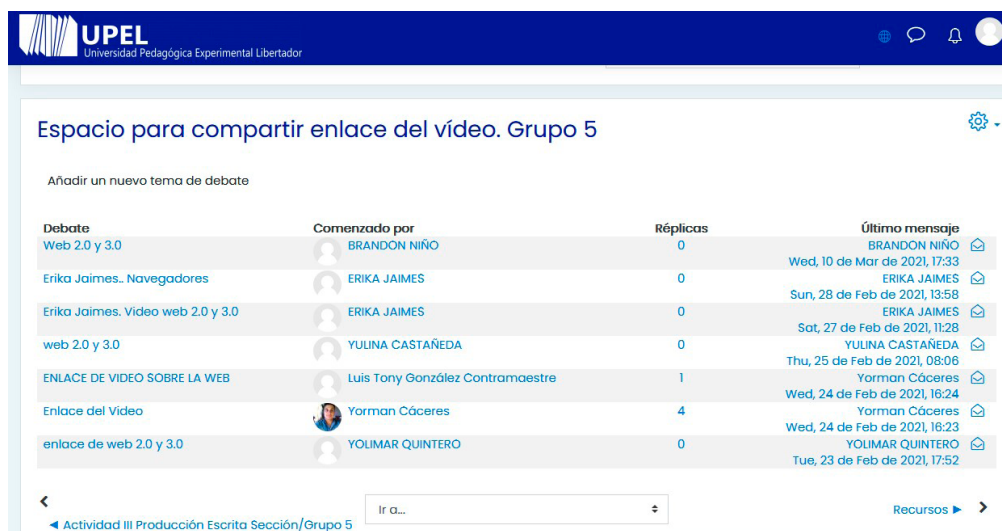 UPEL
Universidad Pedagógica Experimental Libertador
Espacio para compartir enlace del vídeo. Grupo 5
Añadir un nuevo tema de debate
Debate Comenzado por Réplicas Último mensaje
Web 2.0 y 3.0 BRANDON NIÑO 0 BRANDON NIÑO
Wed, 10 de Mar de 2021, 17:33
Erika Jaimes.. Navegadores ERIKA JAIMES 0 ERIKA JAIMES
Sun, 28 de Feb de 2021, 13:58
Erika Jaimes. Video web 2.0 y 3.0 ERIKA JAIMES 0 ERIKA JAIMES
Sat, 27 de Feb de 2021, 11:28
web 2.0 y 3.0 YULINA CASTAÑEDA 0 YULINA CASTAÑEDA
Thu, 25 de Feb de 2021, 08:06
ENLACE DE VIDEO SOBRE LA WEB Luis Tony González Contramaestre 1 Yorman Cáceres
Wed, 24 de Feb de 2021, 16:24
Enlace del Video Yorman Cáceres 4 Yorman Cáceres
Wed, 24 de Feb de 2021, 16:23
enlace de web 2.0 y 3.0 YOLIMAR QUINTERO 0 YOLIMAR QUINTERO
Tue, 23 de Feb de 2021, 17:52
Ir a...
Recursos ►
◄ Actividad III Producción Escrita Sección/Grupo 5